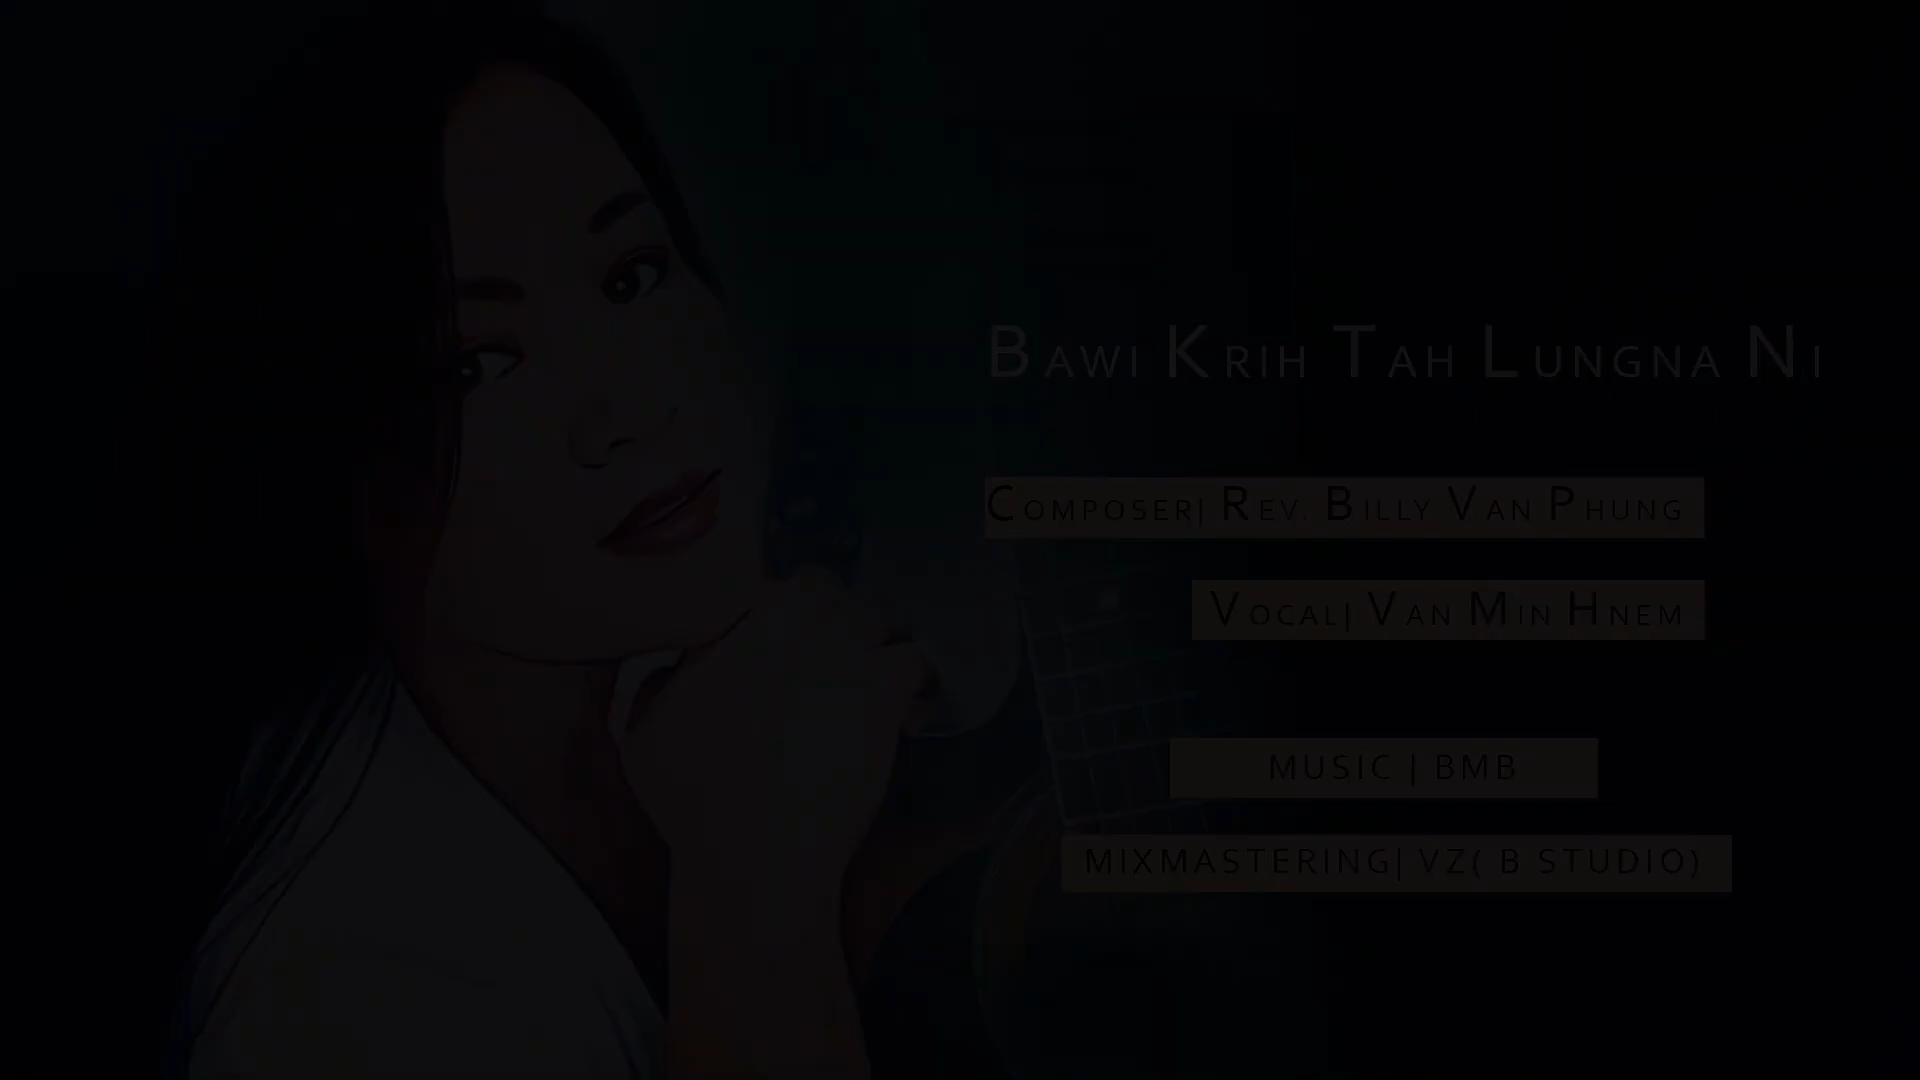 Bawi Krih Tah Lungna Ni
Composer| Rev. Billy Van Phung
Vocal| Van Min Hnem
MUSIC | BMB
MIXMASTERING| VZ( B STUDIO)